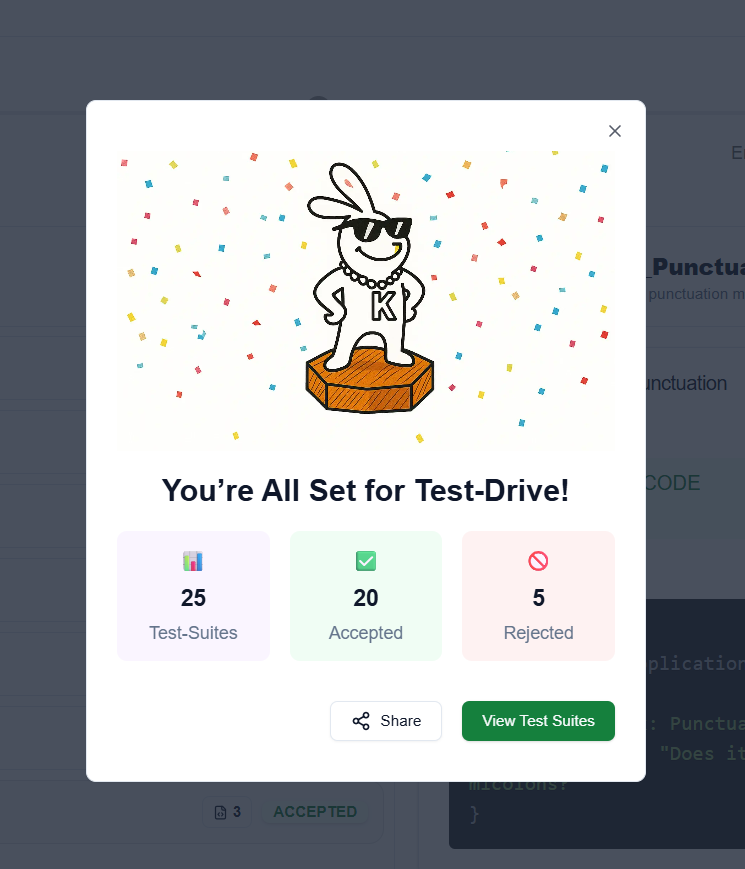 _Punctua
punctuation m
K
unctuation
CODE
You're All Set for Test-Drive!
25
Test-Suites
20
Accepted
5
Rejected
plication
Share
View Test Suites
: Punctua
"Does it
micolons?
}
3
ACCEPTED